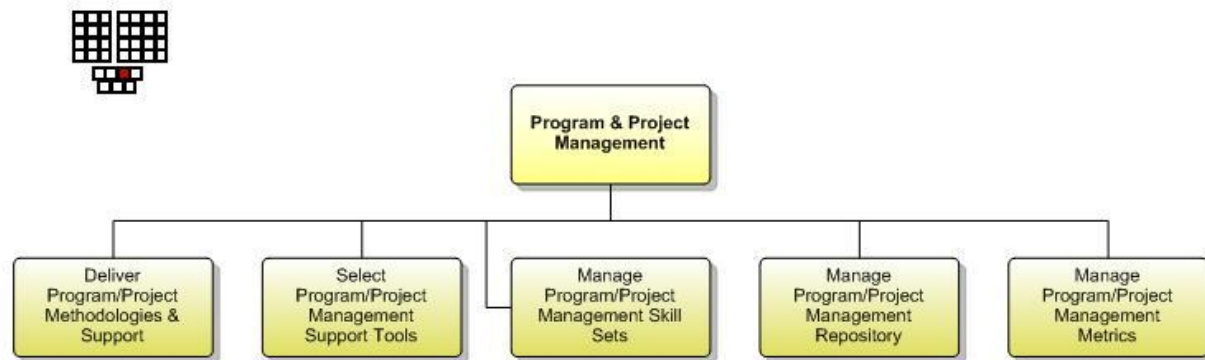 Program & Project
Management
Deliver
Program/Project
Methodologies &
Support
Select
Program/Project
Management
Support Tools
Manage
Program/Project
Management Skill
Sets
Manage
Program/Project
Management
Repository
Manage
Program/Project
Management
Metrics